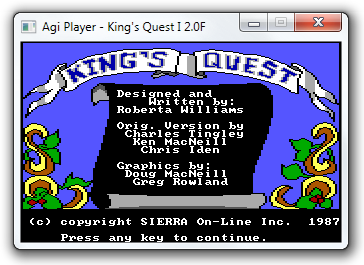 Agi Player - King's Quest I 2.0F
KING'S QUEST
Designed and
Written by:
Roberta Williams
Orig. Version by
Charles Tingley
Ken MacNeill
Chris Iden
Graphics by:
Doug MacNeill
Greg Rowland
(c) copyright SIERRA On-Line Inc. 1987
Press any key to continue.